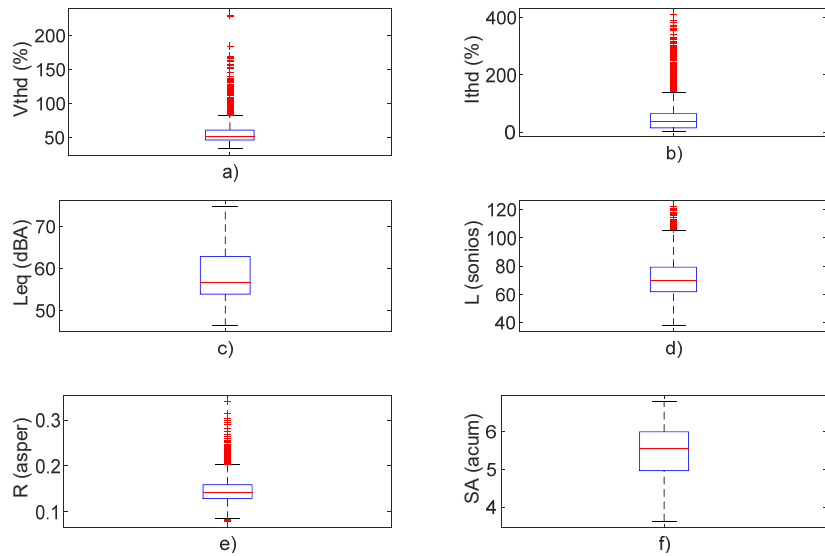 Vthd (%)
200
150
100
50
a)
Ithd (%)
400
200
0
b)
Leq (dBA)
70
60
50
c)
L (sonios)
120
100
80
60
40
d)
R (asper)
0.3
0.2
0.1
e)
SA (acum)
6
5
4
f)